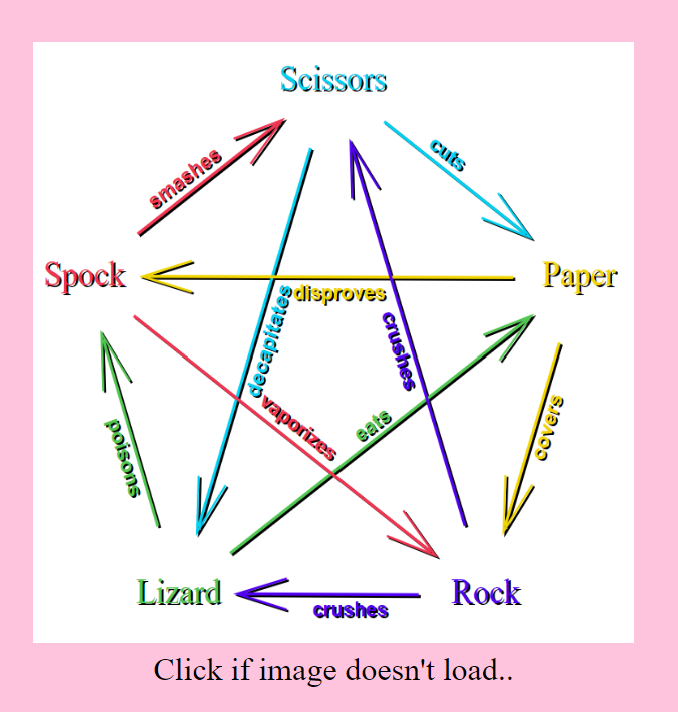 Scissors
smashes
cuts
Spock
disproves
Paper
decapitates
crushes
vaporizes
eats
poisons
covers
Lizard
crushes
Rock
Click if image doesn't load..